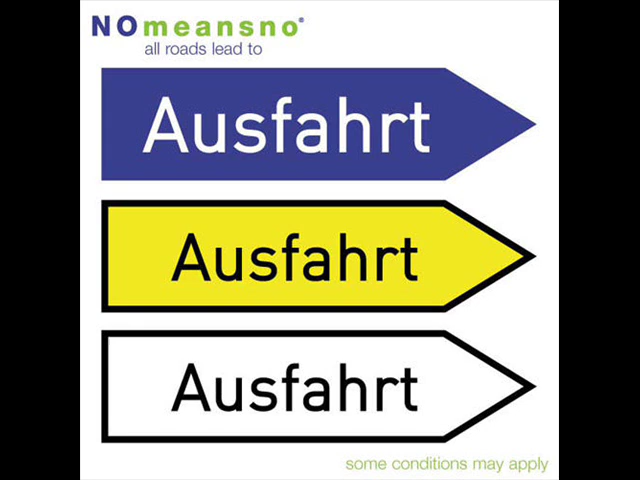 NOmeansno®
all roads lead to
Ausfahrt
Ausfahrt
Ausfahrt
some conditions may apply